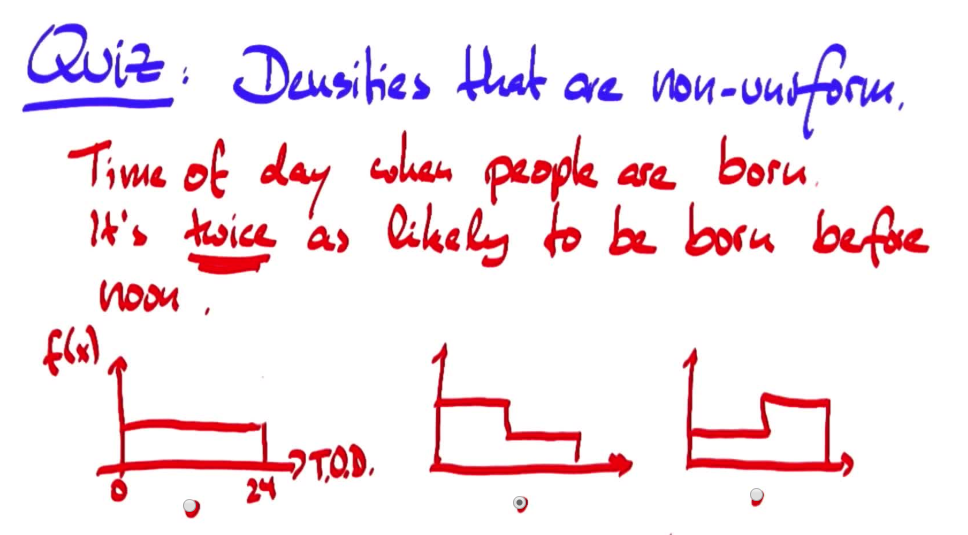 Quiz: Densities that are non-uniform.
Time of day when people are born.
It's twice as likely to be born before
noon.
f(x)
T.O.D.
0 24